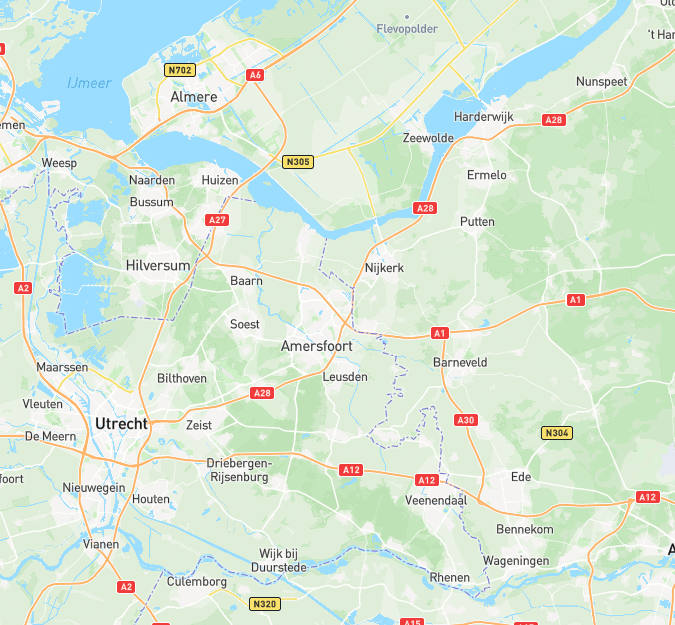 Flevopolder
't Har
N702
A6
IJmeer
Nunspeet
Almere
Harderwijk
A28
emen
Zeewolde
Weesp
N305
Naarden
Huizen
Ermelo
Bussum
A28
A27
Putten
Hilversum
Nijkerk
Baarn
A2
A1
Soest
A1
Amersfoort
Maarssen
Barneveld
Bilthoven
Leusden
A28
Vleuten
Utrecht
Zeist
A30
De Meern
N304
Driebergen-
Rijsenburg
A12
foort
A12
Ede
Nieuwegein
Houten
Veenendaal
A12
Bennekom
Vianen
A
Wijk bij
Duurstede
Wageningen
Culemborg
Rhenen
A2
N320
A15